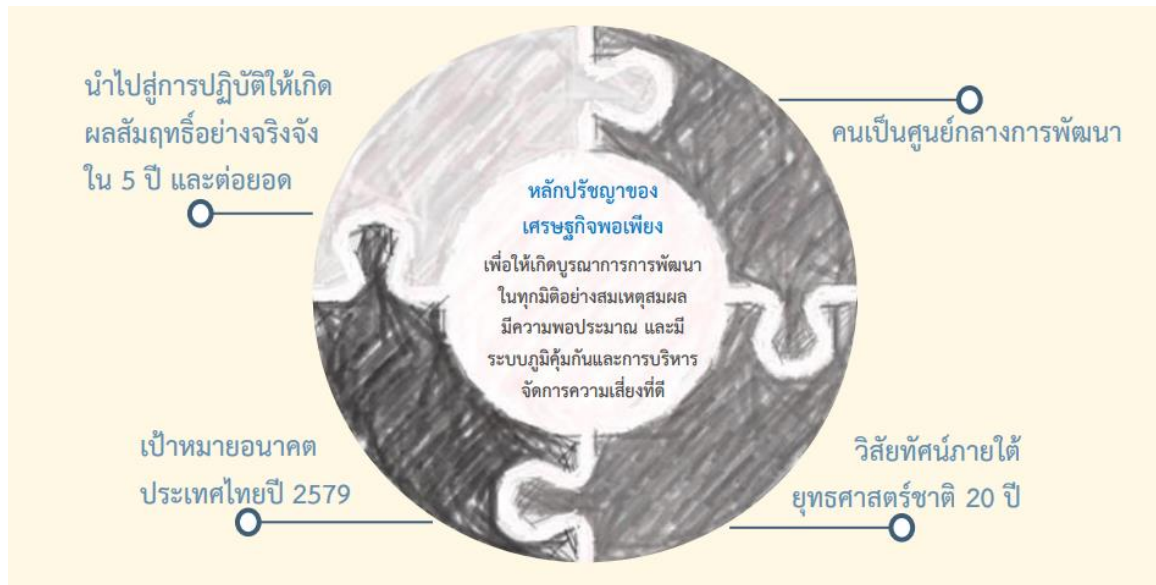 นำไปสู่การปฏิบัติให้เกิด
ผลสัมฤทธิ์อย่างจริงจัง
ใน 5 ปี และต่อยอด
คนเป็นศูนย์กลางการพัฒนา
หลักปรัชญาของ
เศรษฐกิจพอเพียง
เพื่อให้เกิดบูรณาการการพัฒนา
ในทุกมิติอย่างสมเหตุสมผล
มีความพอประมาณ และมี
ระบบภูมิคุ้มกันและการบริหาร
จัดการความเสี่ยงที่ดี
เป้าหมายอนาคต
ประเทศไทยปี 2579
วิสัยทัศน์ภายใต้
ยุทธศาสตร์ชาติ 20 ปี